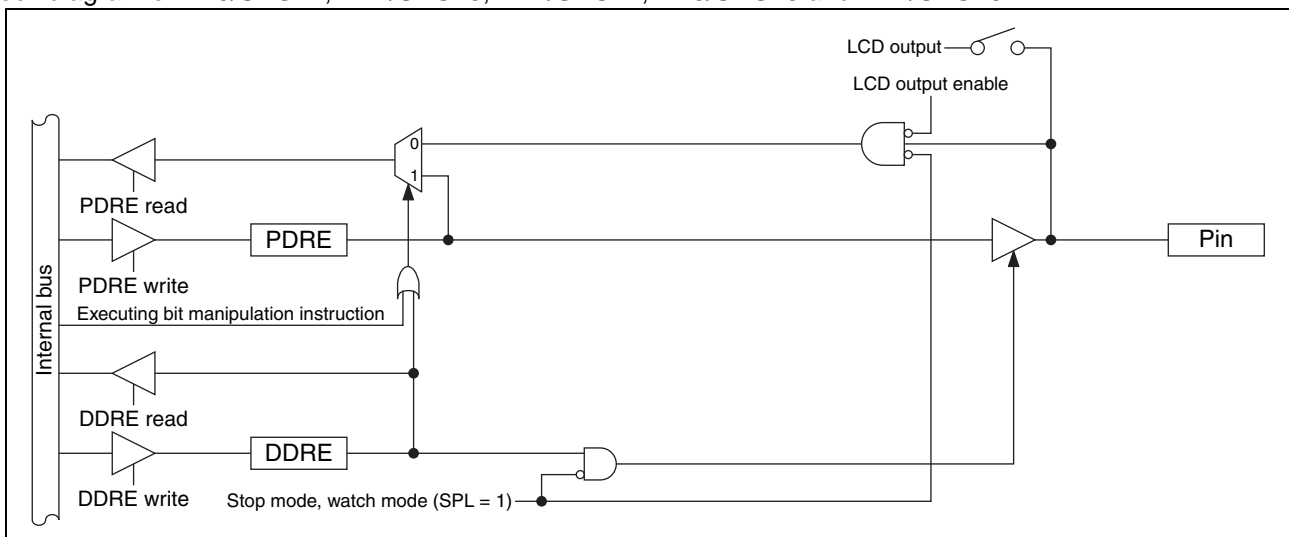 LCD output
LCD output enable
0
1
PDRE read
PDRE
Pin
PDRE write
Executing bit manipulation instruction
Internal bus
DDRE read
DDRE
DDRE write
Stop mode, watch mode (SPL = 1)